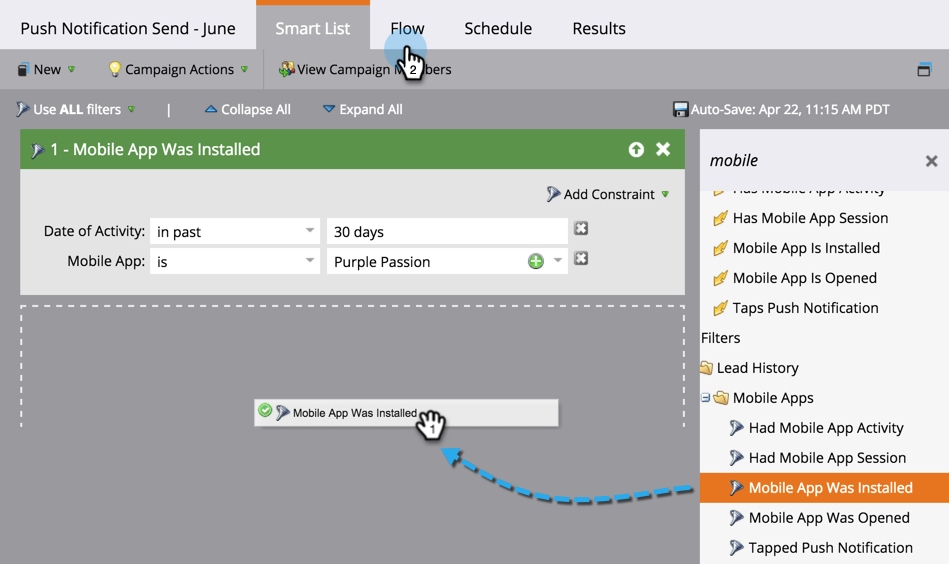 Push Notification Send - June
Smart List
Flow
Schedule
Results
New
Campaign Actions
View Campaign Members
2
Use ALL filters
|
Collapse All
Expand All
Auto-Save: Apr 22, 11:15 AM PDT
1 - Mobile App Was Installed
Add Constraint
Date of Activity:
in past
30 days
Mobile App:
is
Purple Passion
Mobile App Was Installed
1
mobile
Has Mobile App Activity
Has Mobile App Session
Mobile App Is Installed
Mobile App Is Opened
Taps Push Notification
Filters
Lead History
Mobile Apps
Had Mobile App Activity
Had Mobile App Session
Mobile App Was Installed
Mobile App Was Opened
Tapped Push Notification